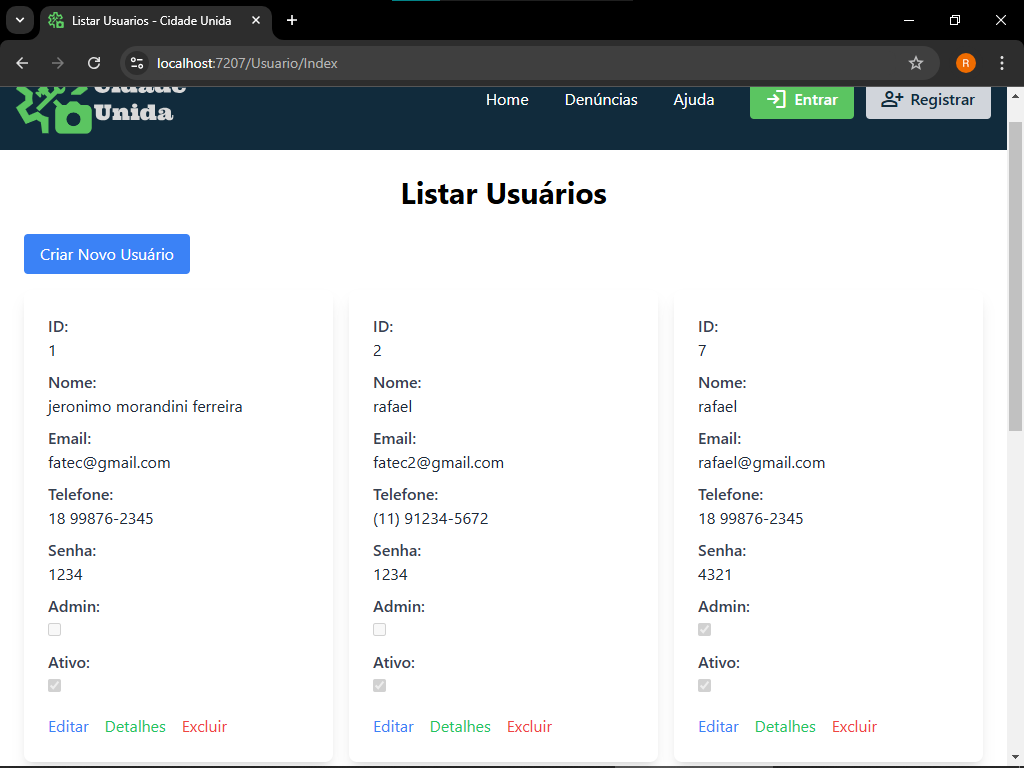 Listar Usuarios - Cidade Unida
localhost:7207/Usuario/Index
R
Cidade
Unida
Home
Denúncias
Ajuda
Entrar
Registrar
Listar Usuários
Criar Novo Usuário
ID:
1
Nome:
jeronimo morandini ferreira
Email:
fatec@gmail.com
Telefone:
18 99876-2345
Senha:
1234
Admin:
Ativo:
Editar Detalhes Excluir
ID:
2
Nome:
rafael
Email:
fatec2@gmail.com
Telefone:
(11) 91234-5672
Senha:
1234
Admin:
Ativo:
Editar Detalhes Excluir
ID:
7
Nome:
rafael
Email:
rafael@gmail.com
Telefone:
18 99876-2345
Senha:
4321
Admin:
Ativo:
Editar Detalhes Excluir